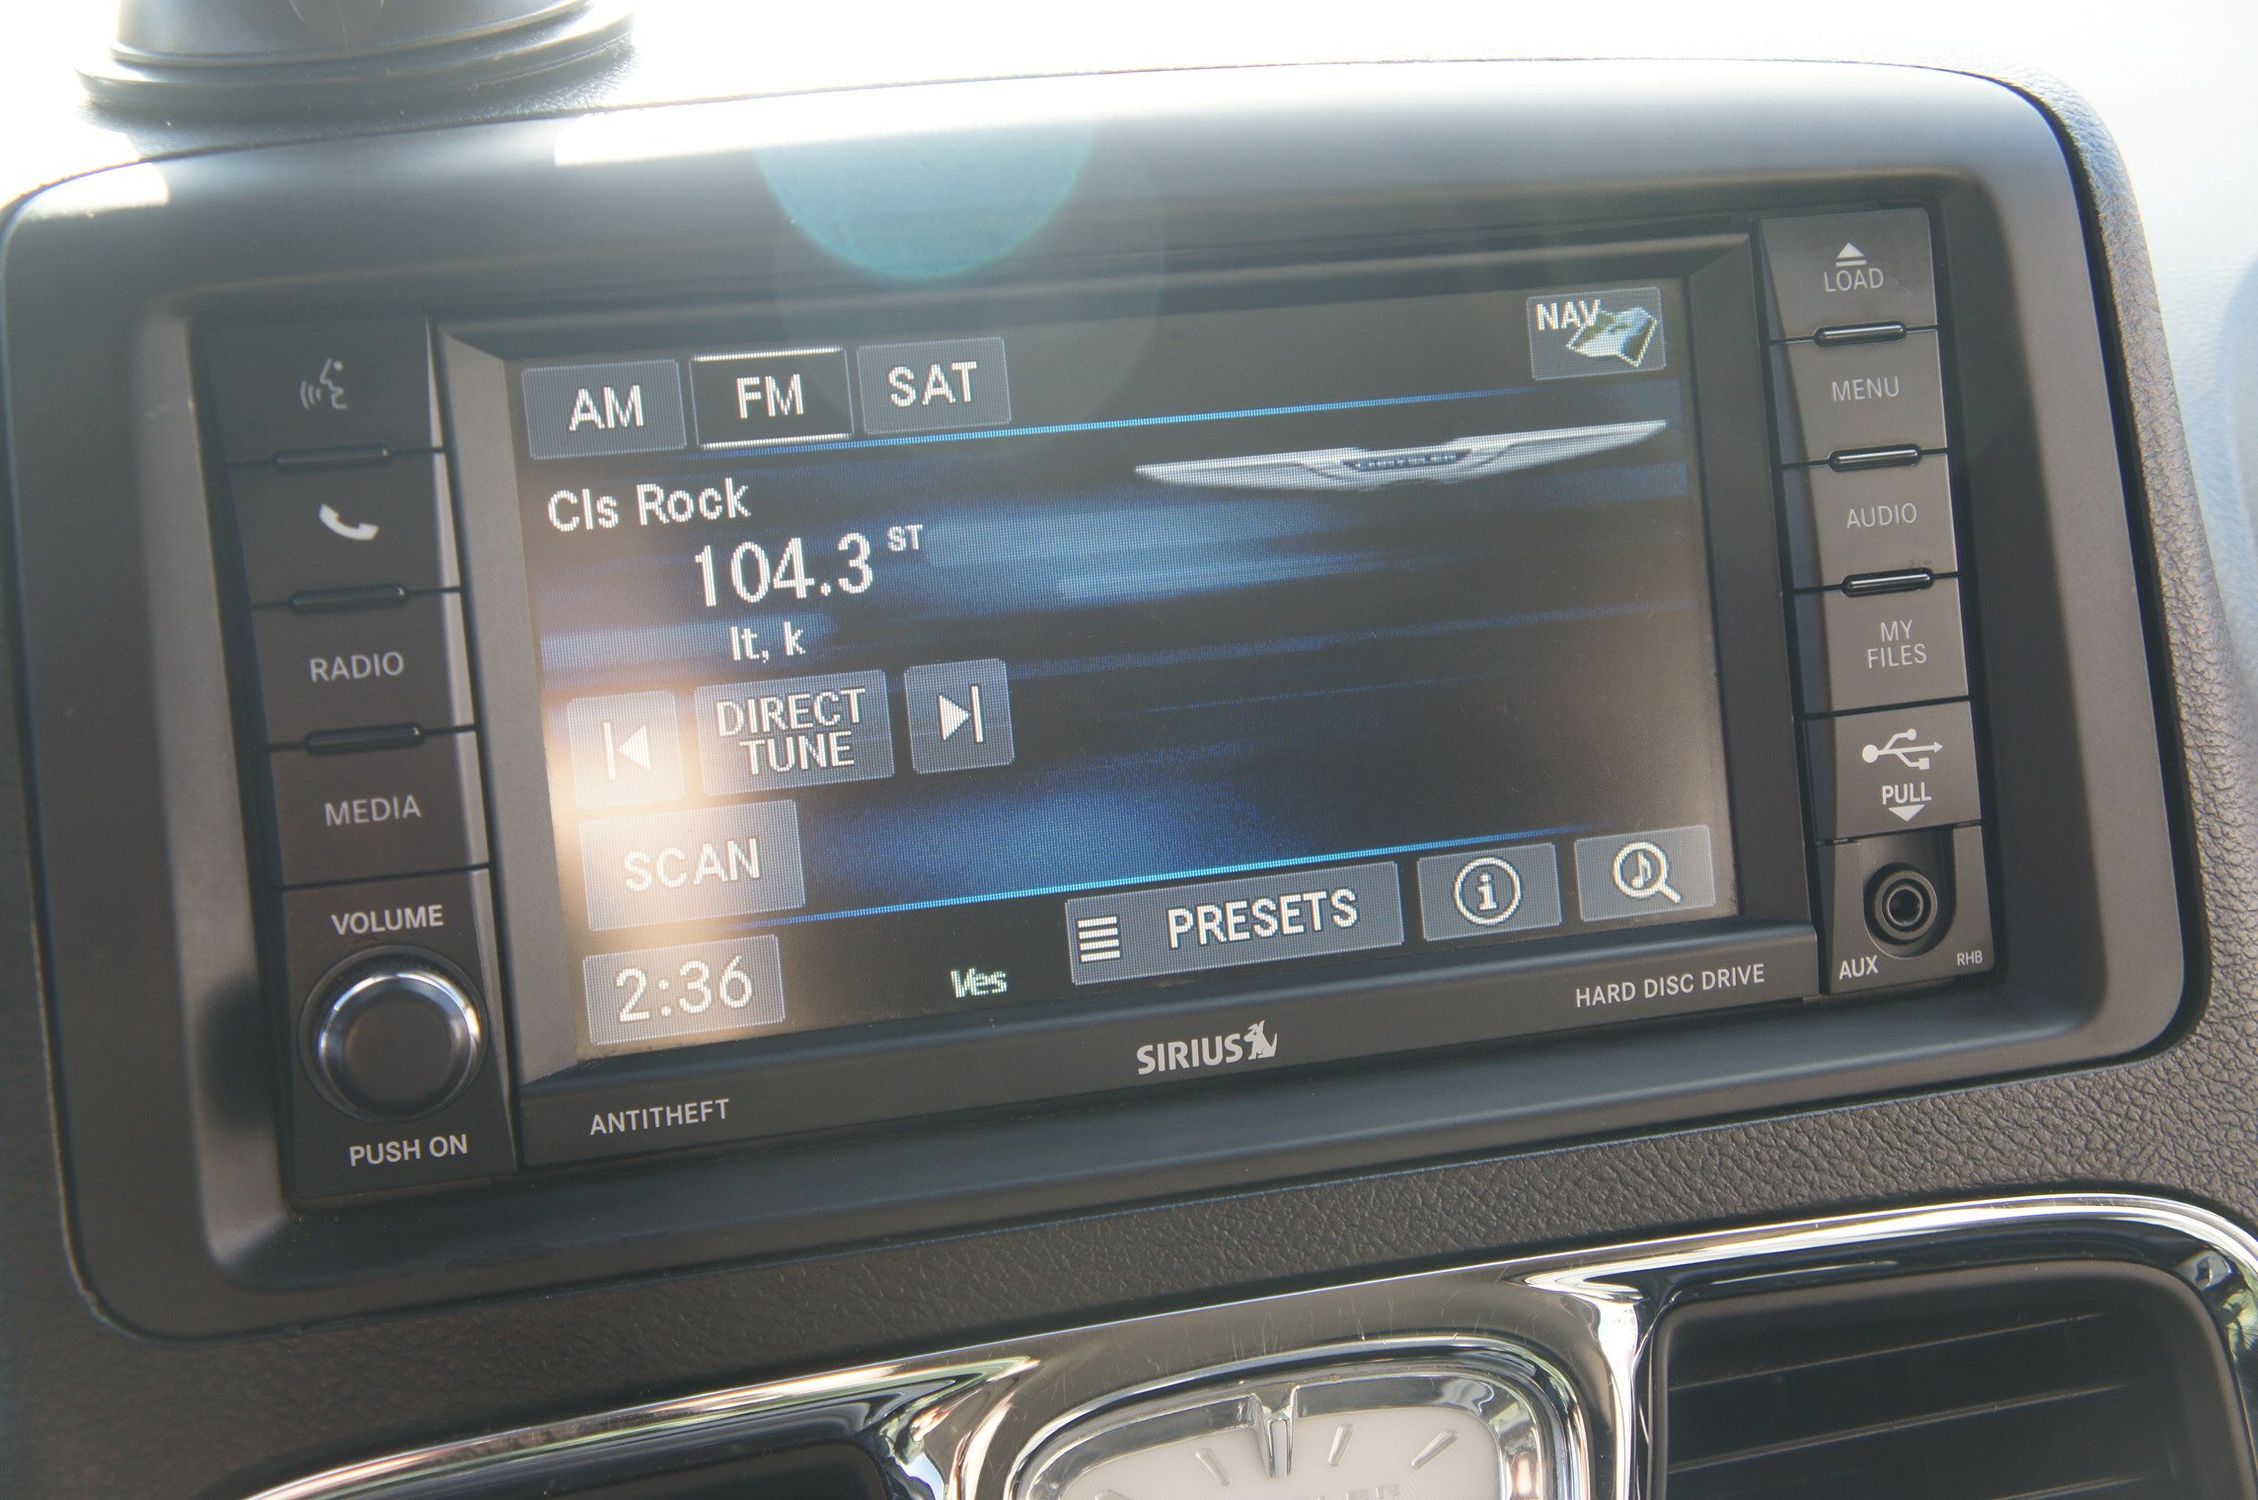 AM FM SAT NAV
Cls Rock
104.3 ST
It, k
DIRECT
TUNE
SCAN
PRESETS
2:36
RADIO
MEDIA
VOLUME
PUSH ON
LOAD
MENU
AUDIO
MY
FILES
PULL
AUX
RHB
ANTITHEFT
SIRIUS
HARD DISC DRIVE